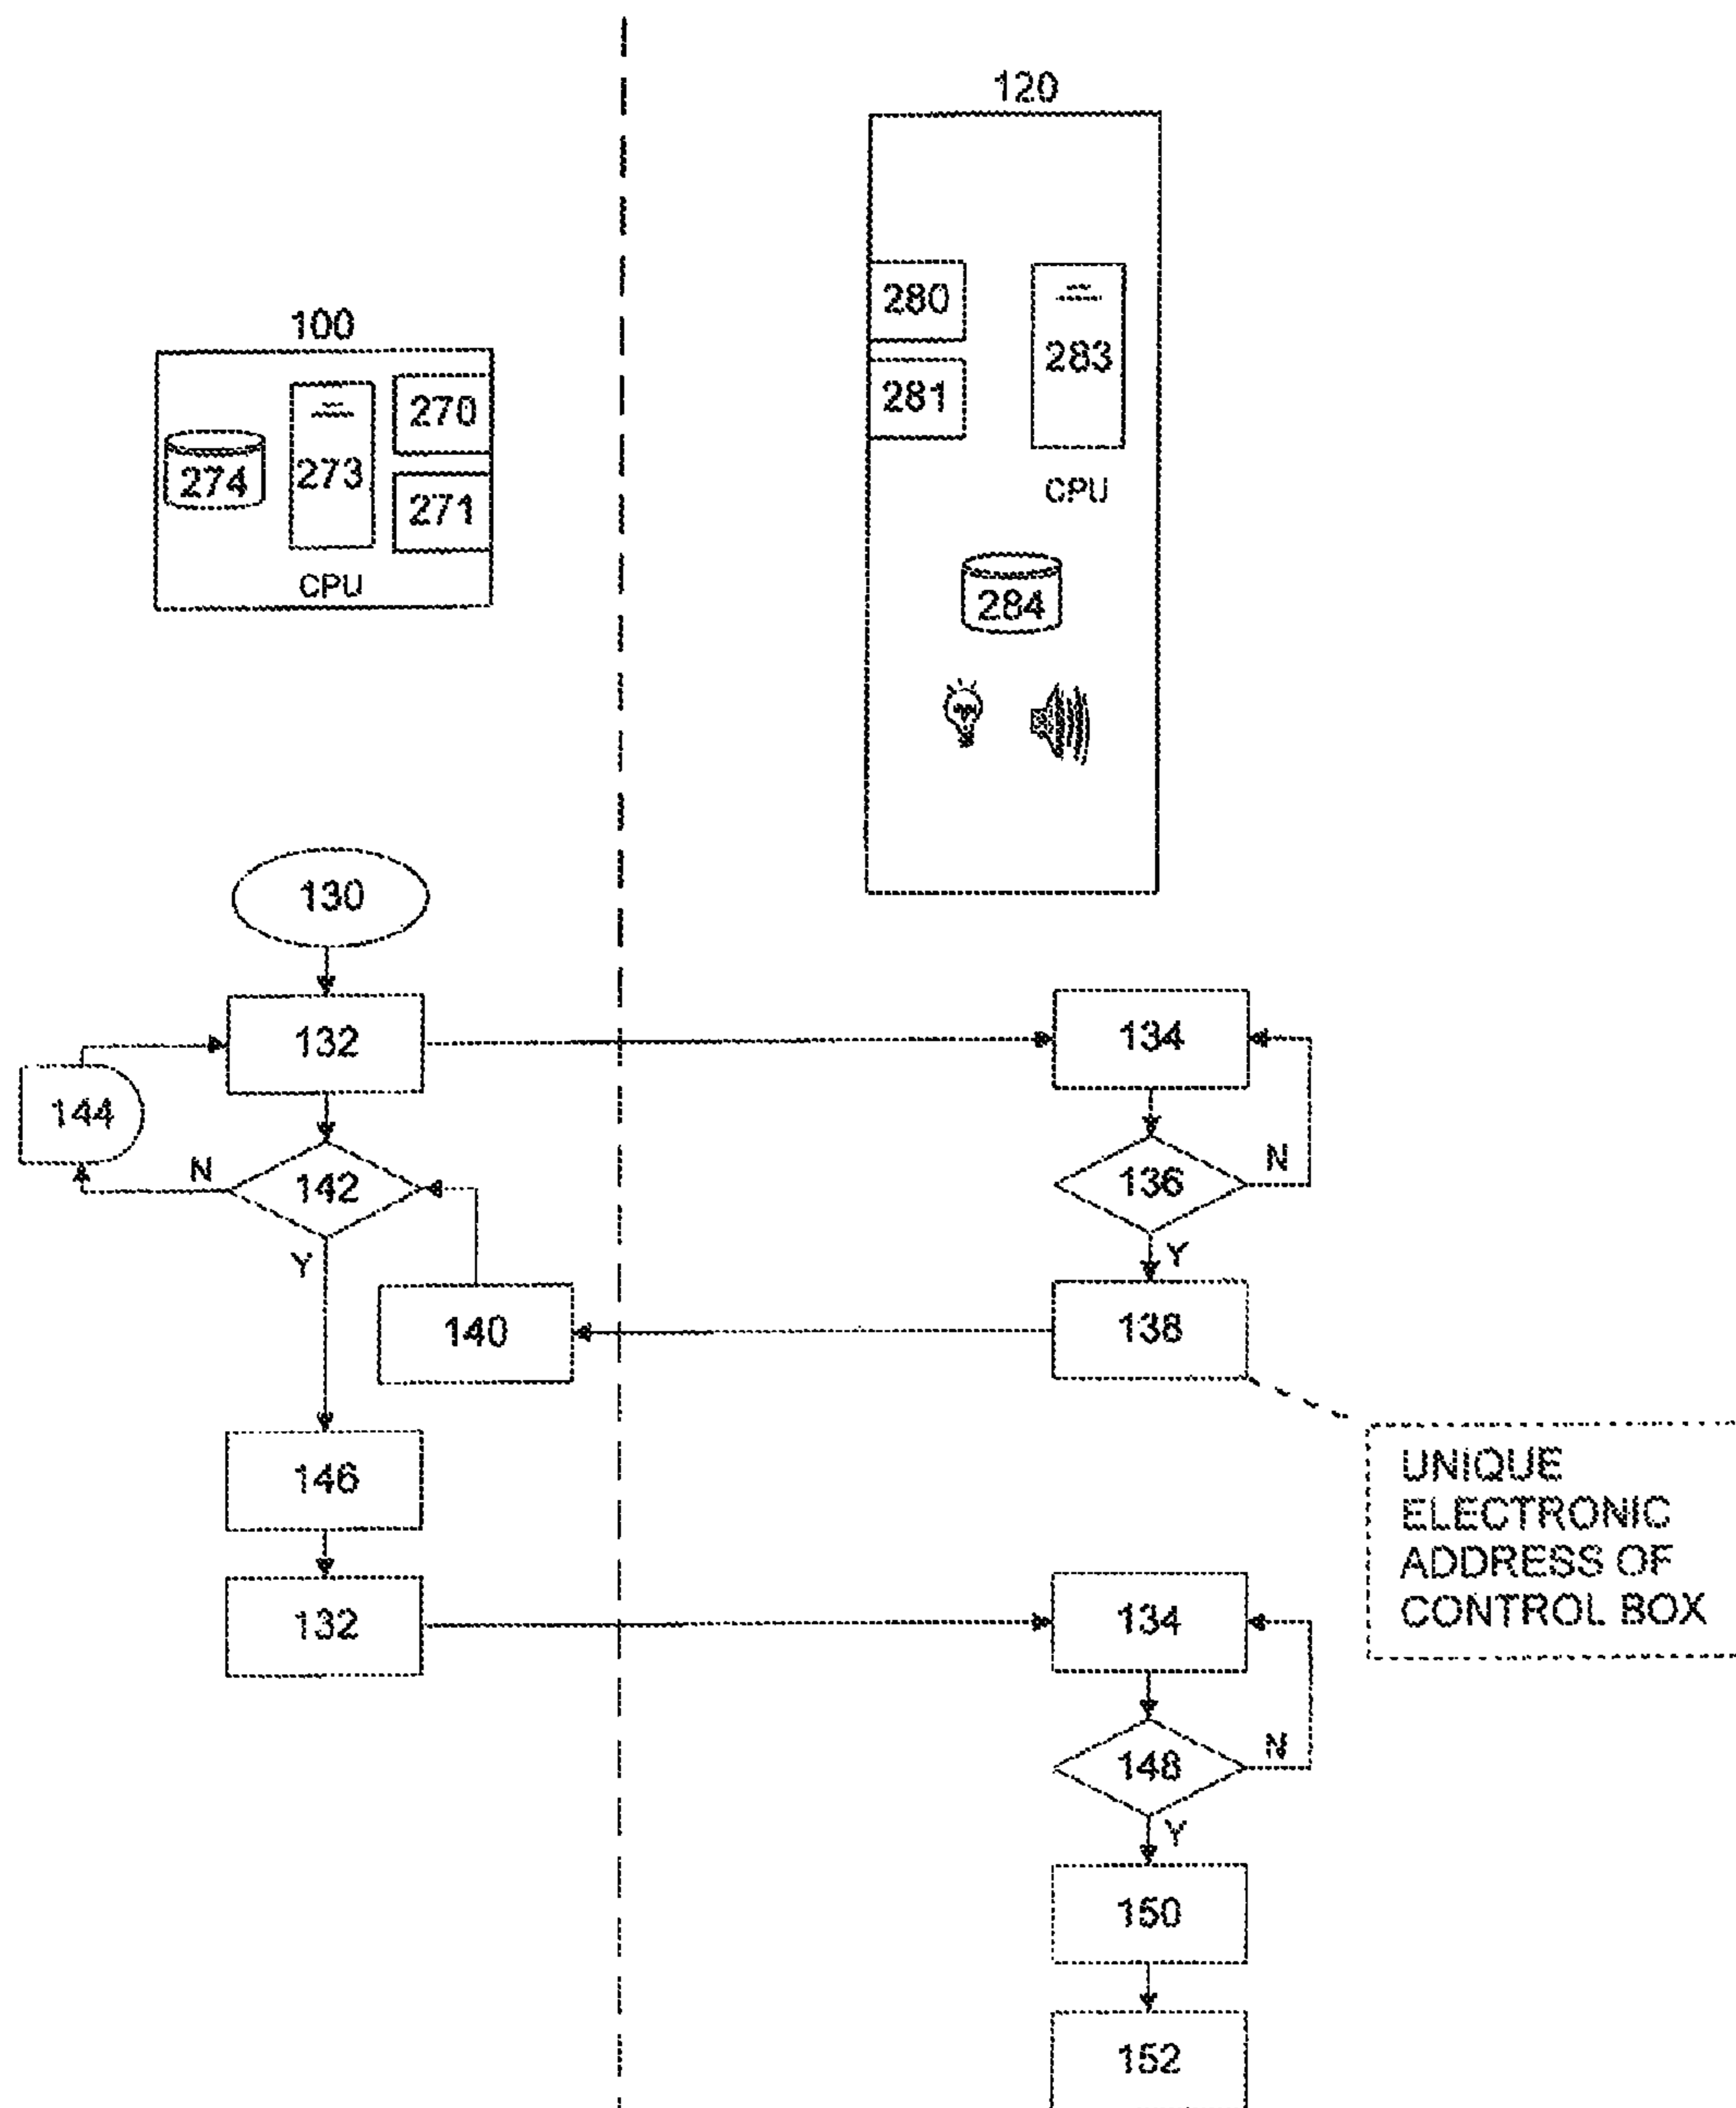 120
100
280
283
281
CPU
270
274
273
271
CPU
284
130
132
134
144
N
142
136
N
Y
Y
140
138
146
UNIQUE
ELECTRONIC
ADDRESS OF
CONTROL BOX
132
134
148
N
Y
150
152